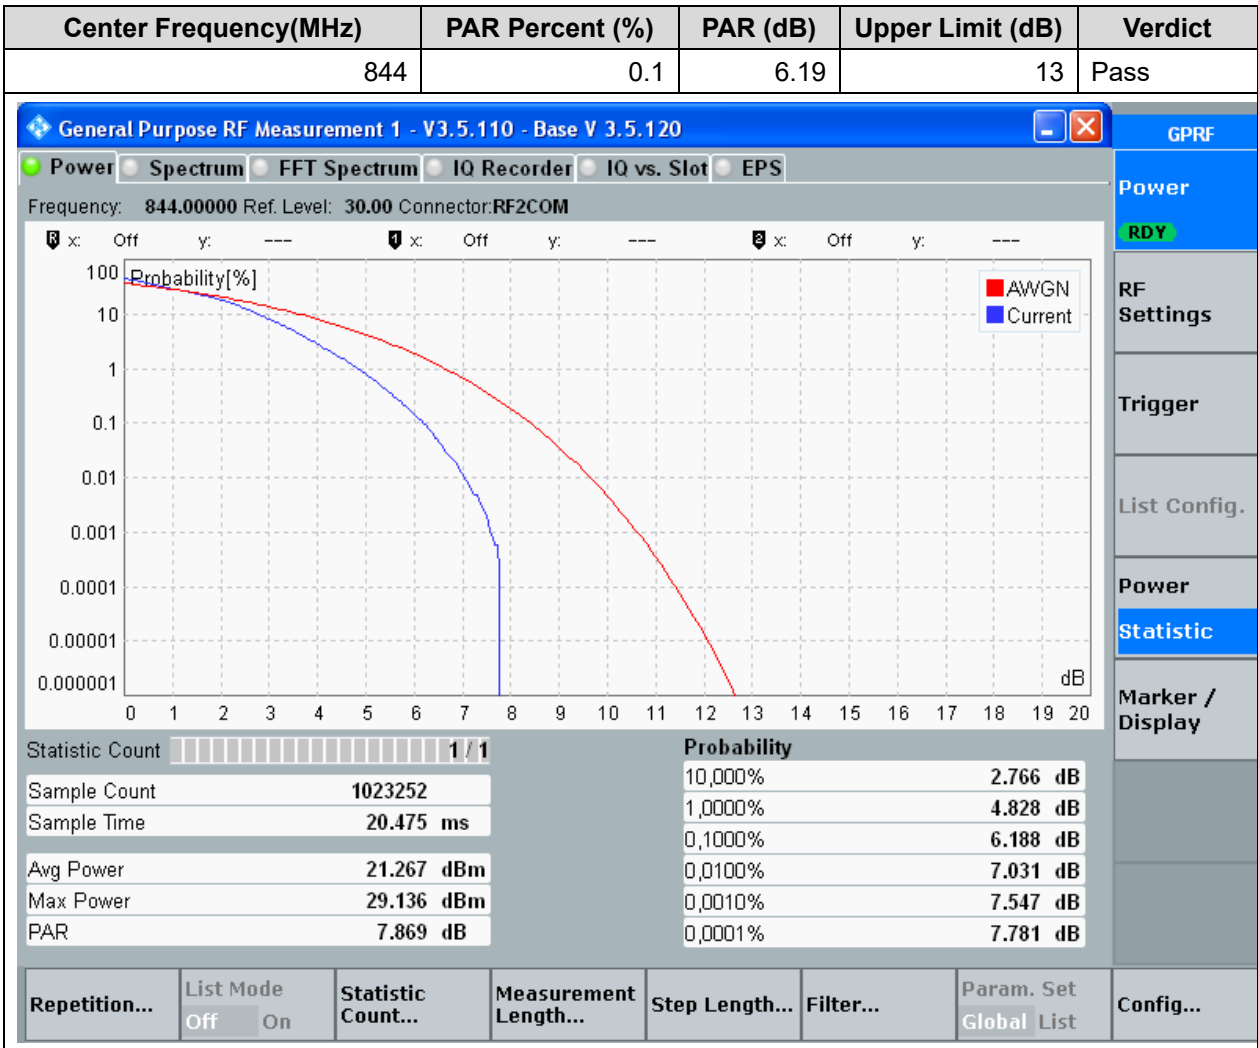 Center Frequency(MHz) PAR Percent (%) PAR (dB) Upper Limit (dB) Verdict
844 0.1 6.19 13 Pass
General Purpose RF Measurement 1 - V3.5.110 - Base V 3.5.120
GPRF
Power Spectrum FFT Spectrum IQ Recorder IQ vs. Slot EPS
Frequency: 844.00000 Ref. Level: 30.00 Connector:RF2COM
Power
RDY
R x: Off y: --- 1 x: Off y: --- 2 x: Off y: ---
Probability[%]
100
10
1
0.1
0.01
0.001
0.0001
0.00001
0.000001
AWGN
Current
dB
0 1 2 3 4 5 6 7 8 9 10 11 12 13 14 15 16 17 18 19 20
RF
Settings
Trigger
List Config.
Power
Statistic
Marker /
Display
Statistic Count 1 / 1
Sample Count 1023252
Sample Time 20.475 ms
Avg Power 21.267 dBm
Max Power 29.136 dBm
PAR 7.869 dB
Probability
10,000% 2.766 dB
1,0000% 4.828 dB
0,1000% 6.188 dB
0,0100% 7.031 dB
0,0010% 7.547 dB
0,0001% 7.781 dB
Repetition...
List Mode
Off On
Statistic
Count...
Measurement
Length...
Step Length...
Filter...
Param. Set
Global List
Config...